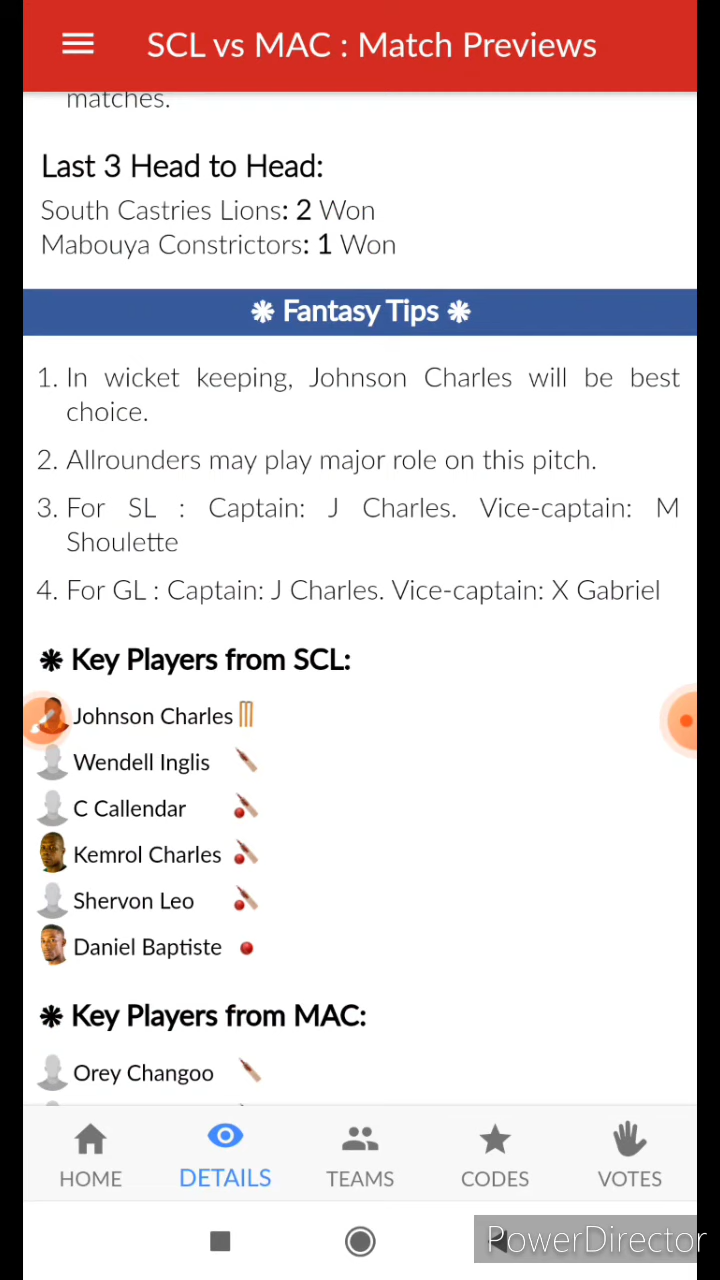 SCL vs MAC : Match Previews
matches.
Last 3 Head to Head:
South Castries Lions: 2 Won
Mabouya Constrictors: 1 Won
❋ Fantasy Tips ❋
1. In wicket keeping, Johnson Charles will be best
choice.
2. Allrounders may play major role on this pitch.
3. For SL : Captain: J Charles. Vice-captain: M
Shoulette
4. For GL : Captain: J Charles. Vice-captain: X Gabriel
❋ Key Players from SCL:
Johnson Charles
Wendell Inglis
C Callendar
Kemrol Charles
Shervon Leo
Daniel Baptiste
❋ Key Players from MAC:
Orey Changoo
HOME DETAILS TEAMS CODES VOTES
PowerDirector